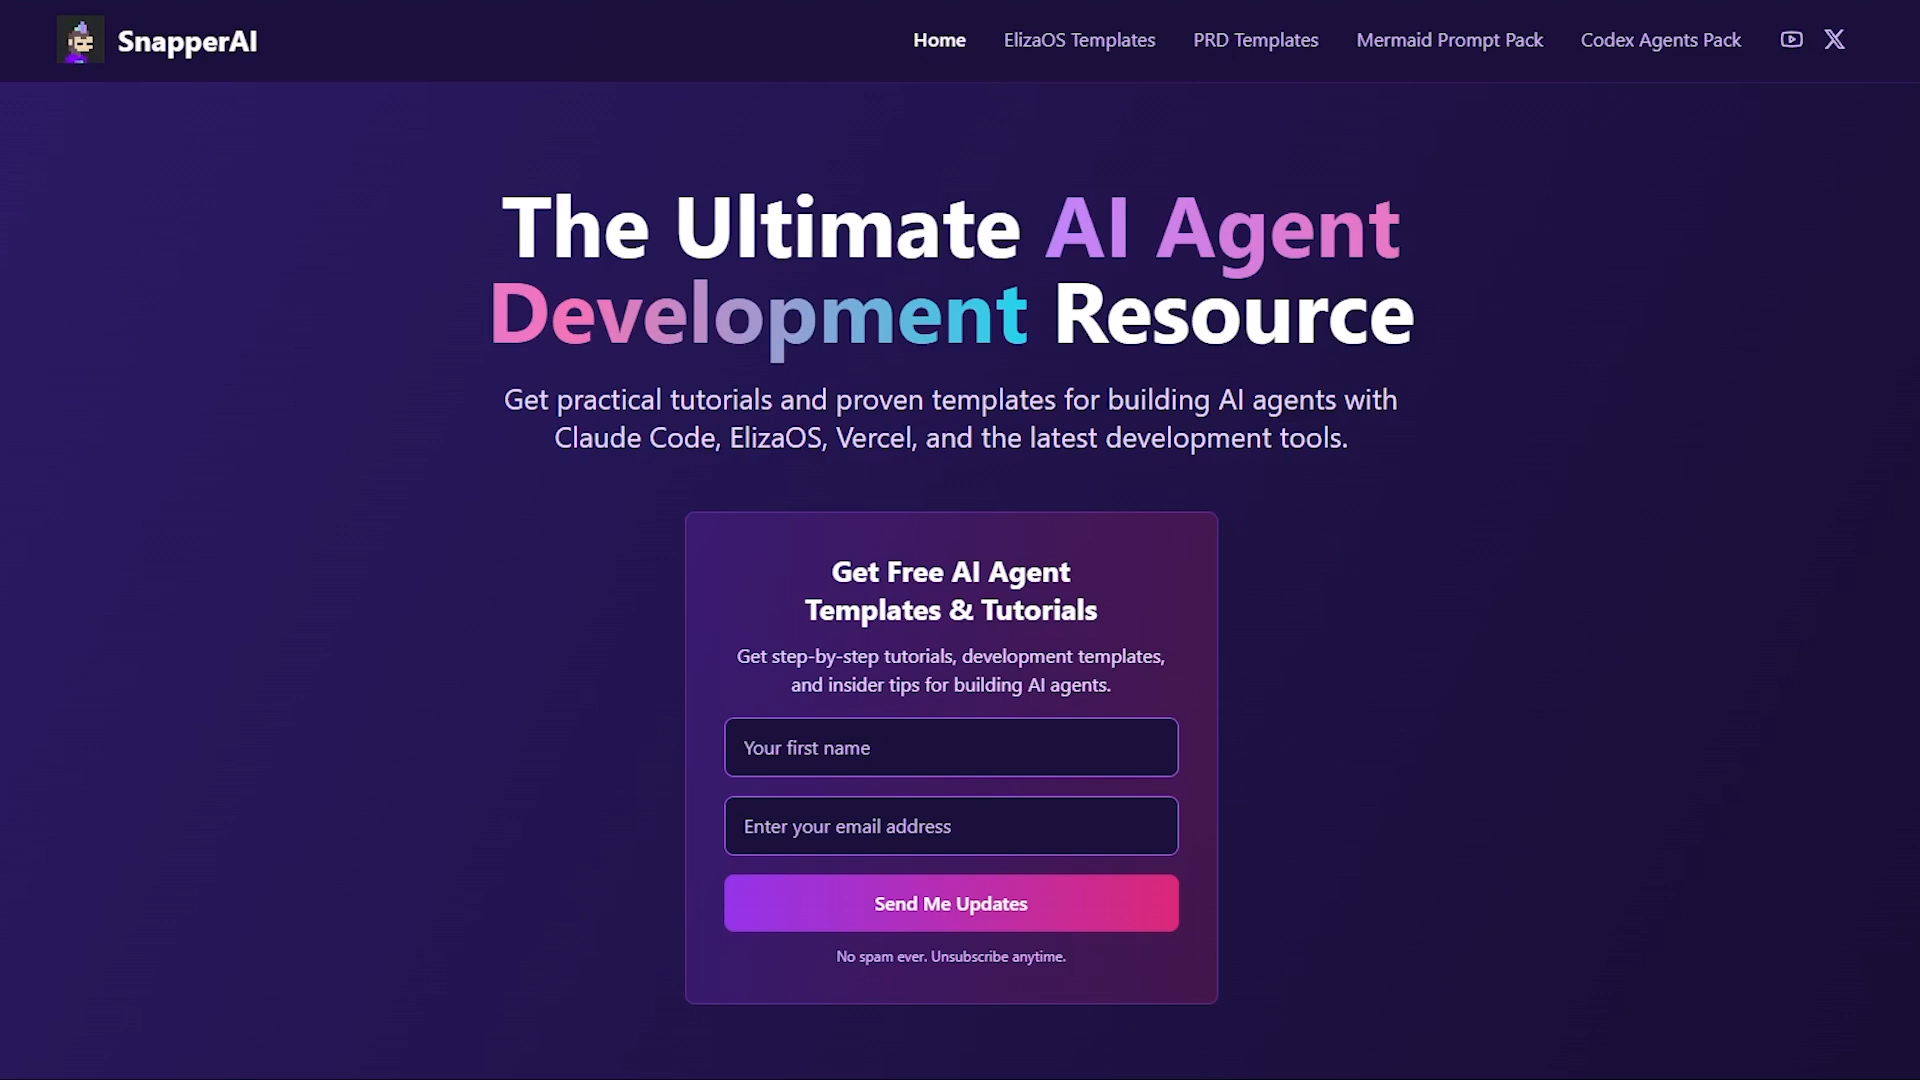 SnapperAI
Home
ElizaOS Templates
PRD Templates
Mermaid Prompt Pack
Codex Agents Pack
The Ultimate AI Agent
Development Resource
Get practical tutorials and proven templates for building AI agents with
Claude Code, ElizaOS, Vercel, and the latest development tools.
Get Free AI Agent
Templates & Tutorials
Get step-by-step tutorials, development templates,
and insider tips for building AI agents.
Your first name
Enter your email address
Send Me Updates
No spam ever. Unsubscribe anytime.